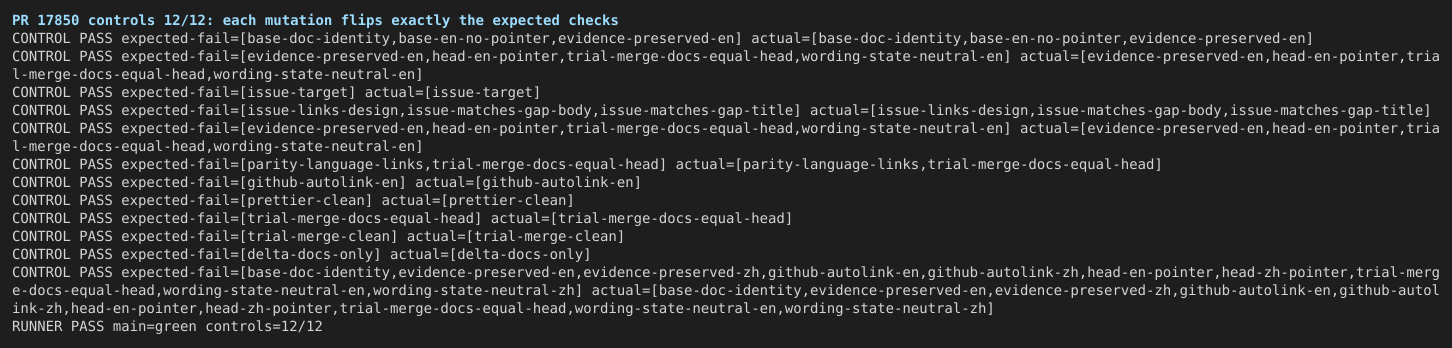 PR 17850 controls 12/12: each mutation flips exactly the expected checks
CONTROL PASS expected-fail=[base-doc-identity,base-en-no-pointer,evidence-preserved-en] actual=[base-doc-identity,base-en-no-pointer,evidence-preserved-en]
CONTROL PASS expected-fail=[evidence-preserved-en,head-en-pointer,trial-merge-docs-equal-head,wording-state-neutral-en] actual=[evidence-preserved-en,head-en-pointer,tria
l-merge-docs-equal-head,wording-state-neutral-en]
CONTROL PASS expected-fail=[issue-target] actual=[issue-target]
CONTROL PASS expected-fail=[issue-links-design,issue-matches-gap-body,issue-matches-gap-title] actual=[issue-links-design,issue-matches-gap-body,issue-matches-gap-title]
CONTROL PASS expected-fail=[evidence-preserved-en,head-en-pointer,trial-merge-docs-equal-head,wording-state-neutral-en] actual=[evidence-preserved-en,head-en-pointer,tria
l-merge-docs-equal-head,wording-state-neutral-en]
CONTROL PASS expected-fail=[parity-language-links,trial-merge-docs-equal-head] actual=[parity-language-links,trial-merge-docs-equal-head]
CONTROL PASS expected-fail=[github-autolink-en] actual=[github-autolink-en]
CONTROL PASS expected-fail=[prettier-clean] actual=[prettier-clean]
CONTROL PASS expected-fail=[trial-merge-docs-equal-head] actual=[trial-merge-docs-equal-head]
CONTROL PASS expected-fail=[trial-merge-clean] actual=[trial-merge-clean]
CONTROL PASS expected-fail=[delta-docs-only] actual=[delta-docs-only]
CONTROL PASS expected-fail=[base-doc-identity,evidence-preserved-en,evidence-preserved-zh,github-autolink-en,github-autolink-zh,head-en-pointer,head-zh-pointer,trial-merg
e-docs-equal-head,wording-state-neutral-en,wording-state-neutral-zh] actual=[base-doc-identity,evidence-preserved-en,evidence-preserved-zh,github-autolink-en,github-autol
ink-zh,head-en-pointer,head-zh-pointer,trial-merge-docs-equal-head,wording-state-neutral-en,wording-state-neutral-zh]
RUNNER PASS main=green controls=12/12